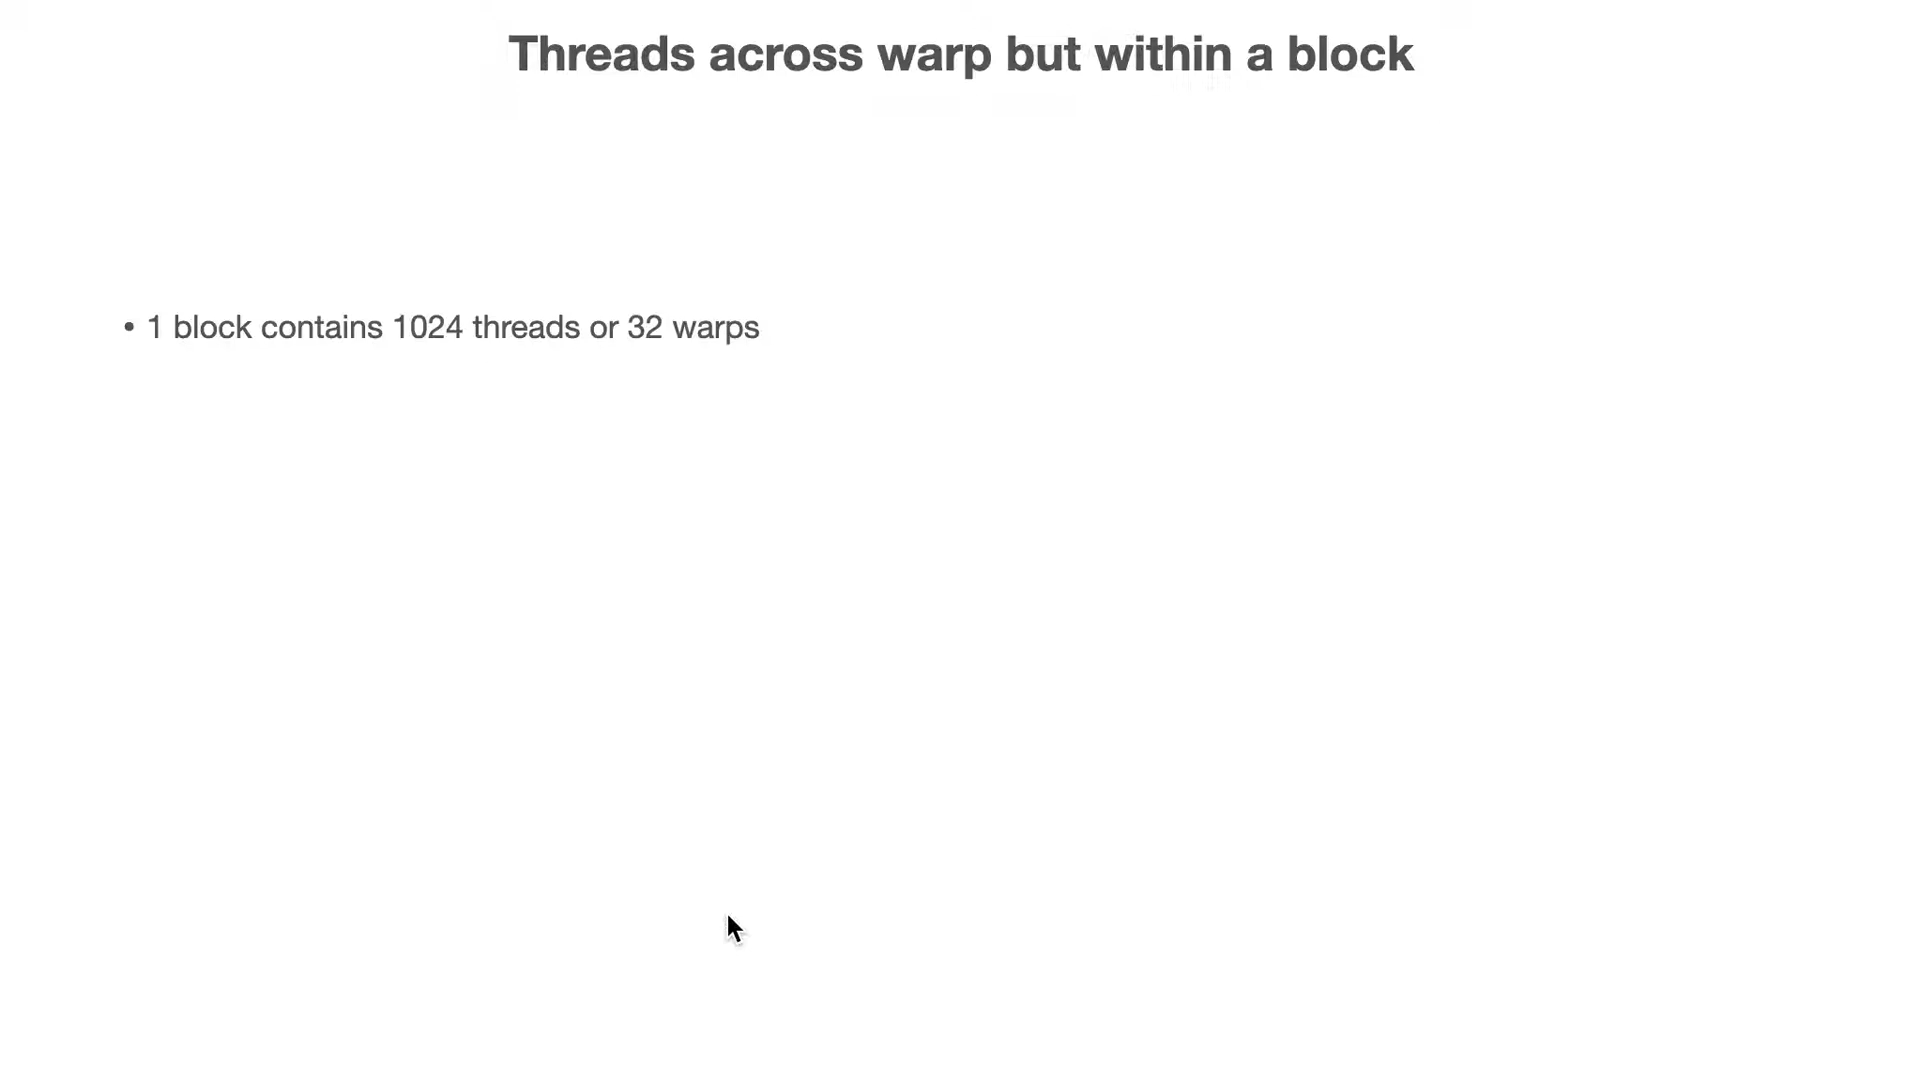 Threads across warp but within a block
• 1 block contains 1024 threads or 32 warps